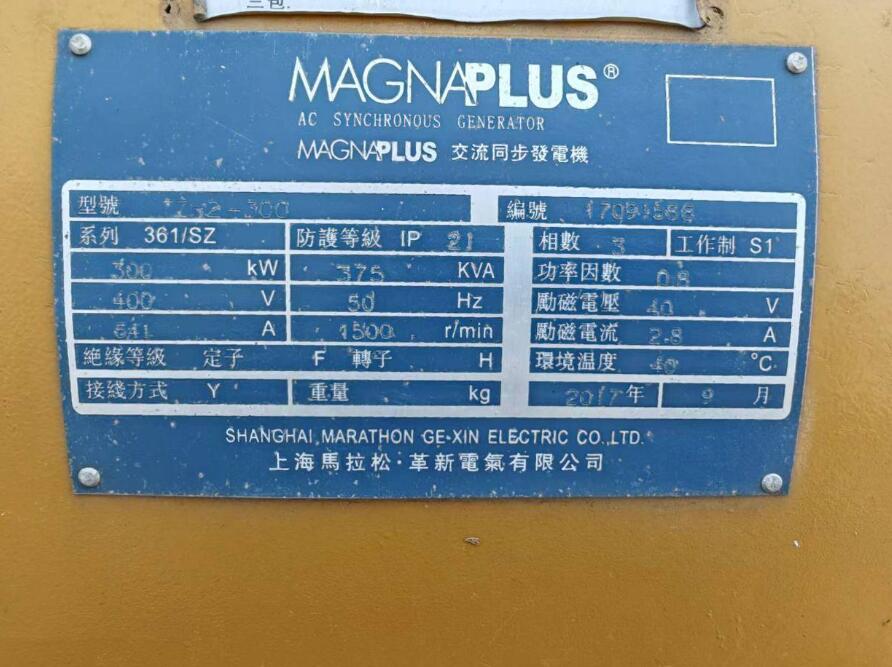 三包.
MAGNAPLUS®
AC SYNCHRONOUS GENERATOR
MAGNAPLUS 交流同步發電機
型號 編號
系列 361/SZ 防護等級 IP 21 相數 3 工作制 S1
300 kW 375 KVA 功率因數 0.8
400 V 50 Hz 勵磁電壓 40 V
541 A 1500 r/min 勵磁電流 2.8 A
絕緣等級 定子 F 轉子 H 環境温度 40 °C
接綫方式 Y 重量 kg 2017年 9 月
SHANGHAI MARATHON GE-XIN ELECTRIC CO.,LTD.
上海馬拉松·革新電氣有限公司